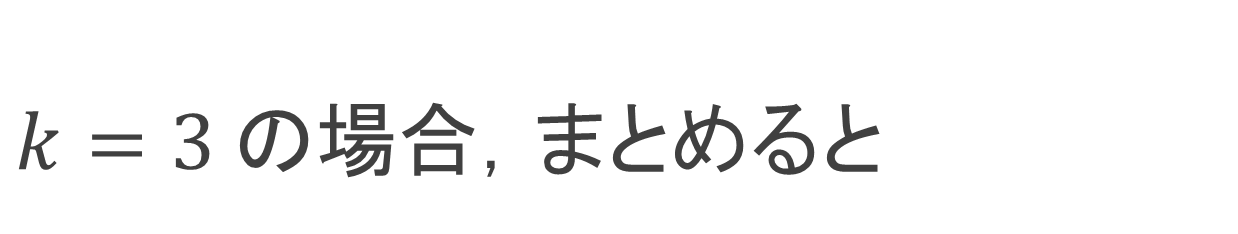 k = 3 の場合, まとめると